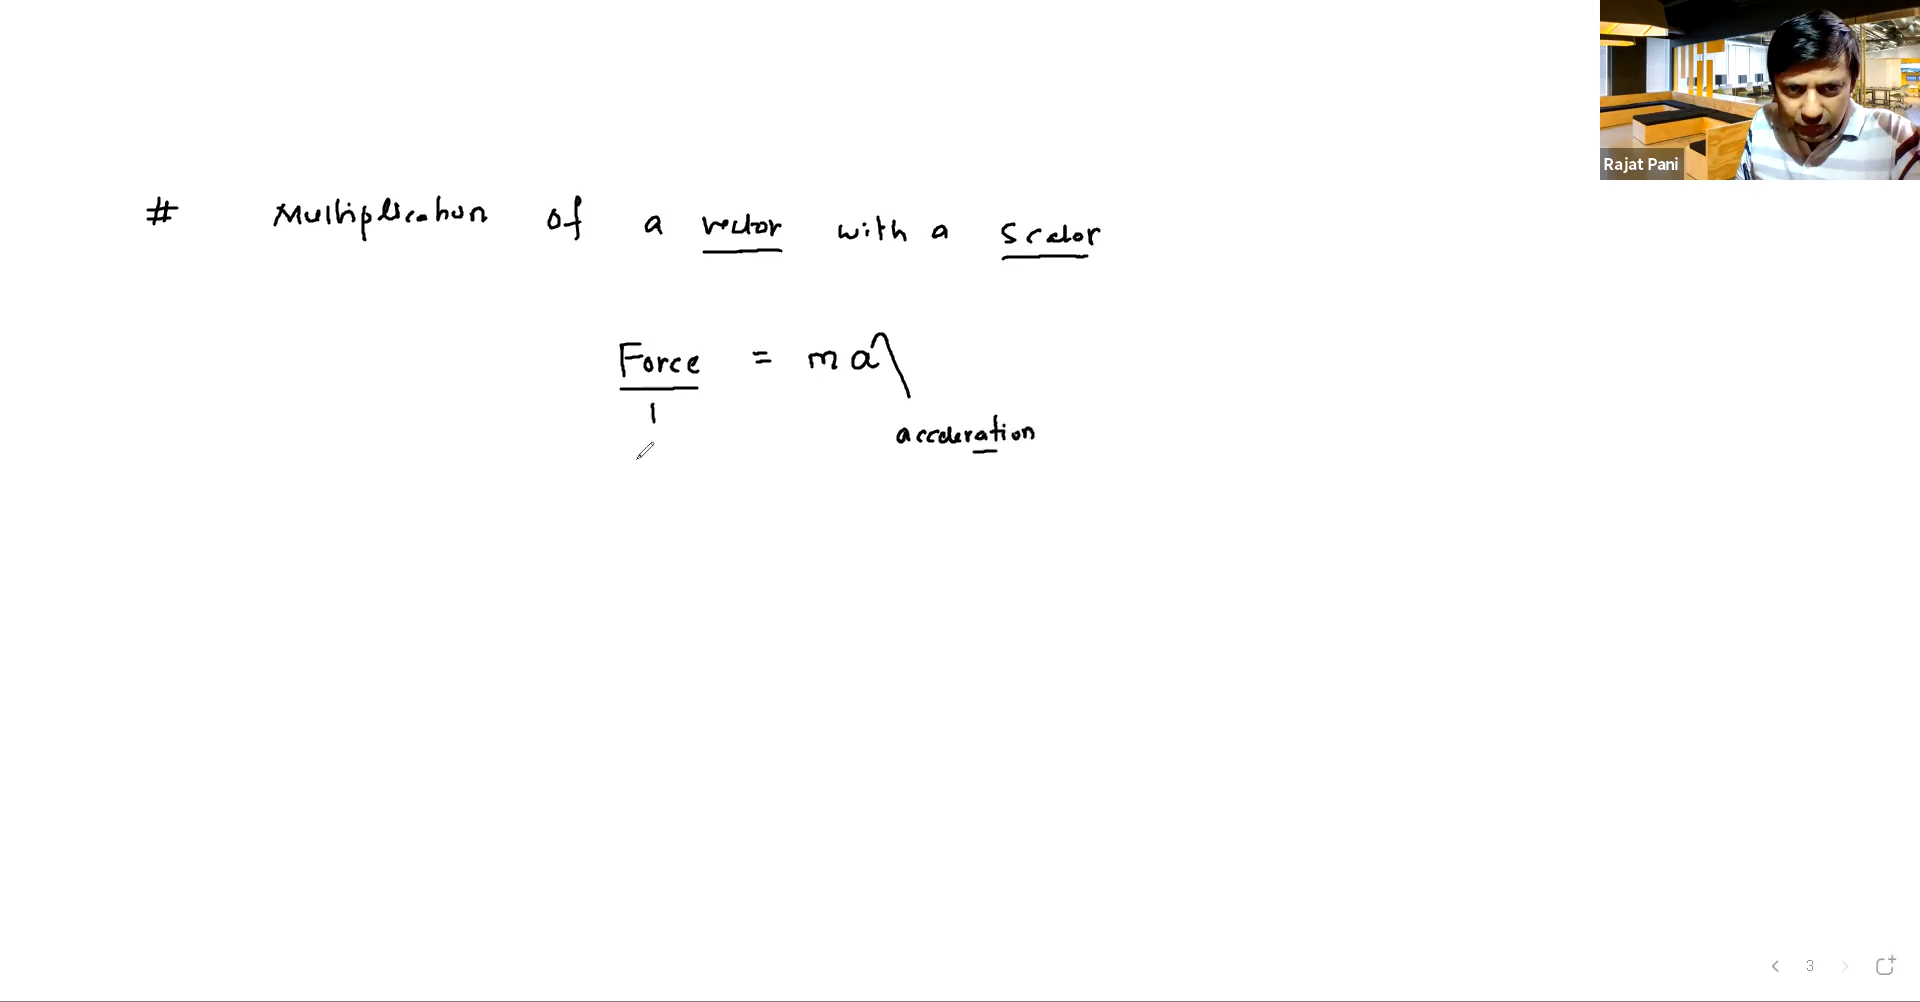 Rajat Pani
# Multiplication of a vector with a Scalar
Force = ma
acceleration
3